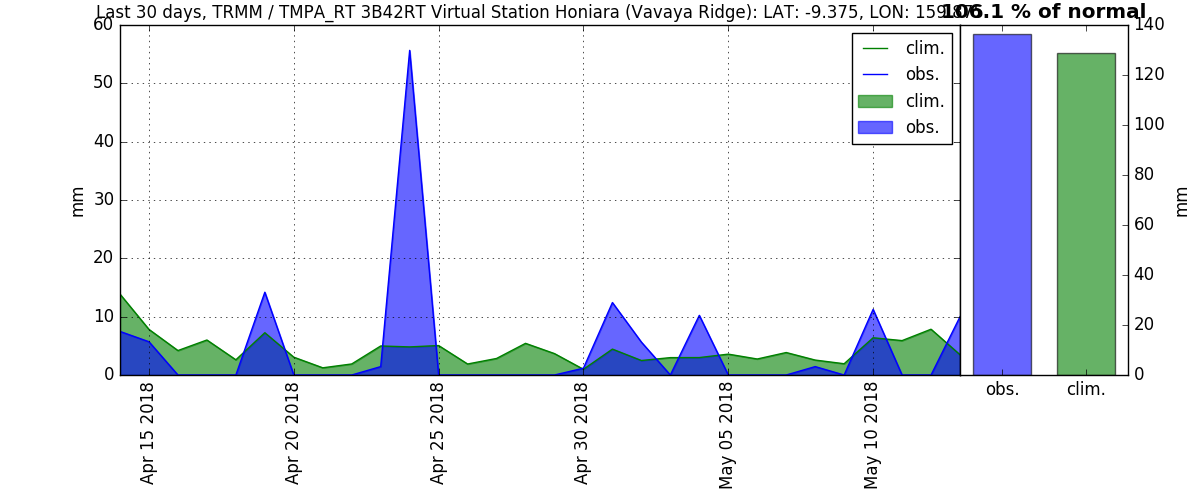 Last 30 days, TRMM / TMPA_RT 3B42RT Virtual Station Honiara (Vavaya Ridge): LAT: -9.375, LON:
106.1 % of normal
60
50
40
30
20
10
0
mm
clim.
obs.
clim.
obs.
Apr 15 2018
Apr 20 2018
Apr 25 2018
Apr 30 2018
May 05 2018
May 10 2018
140
120
100
80
60
40
20
0
mm
obs.
clim.